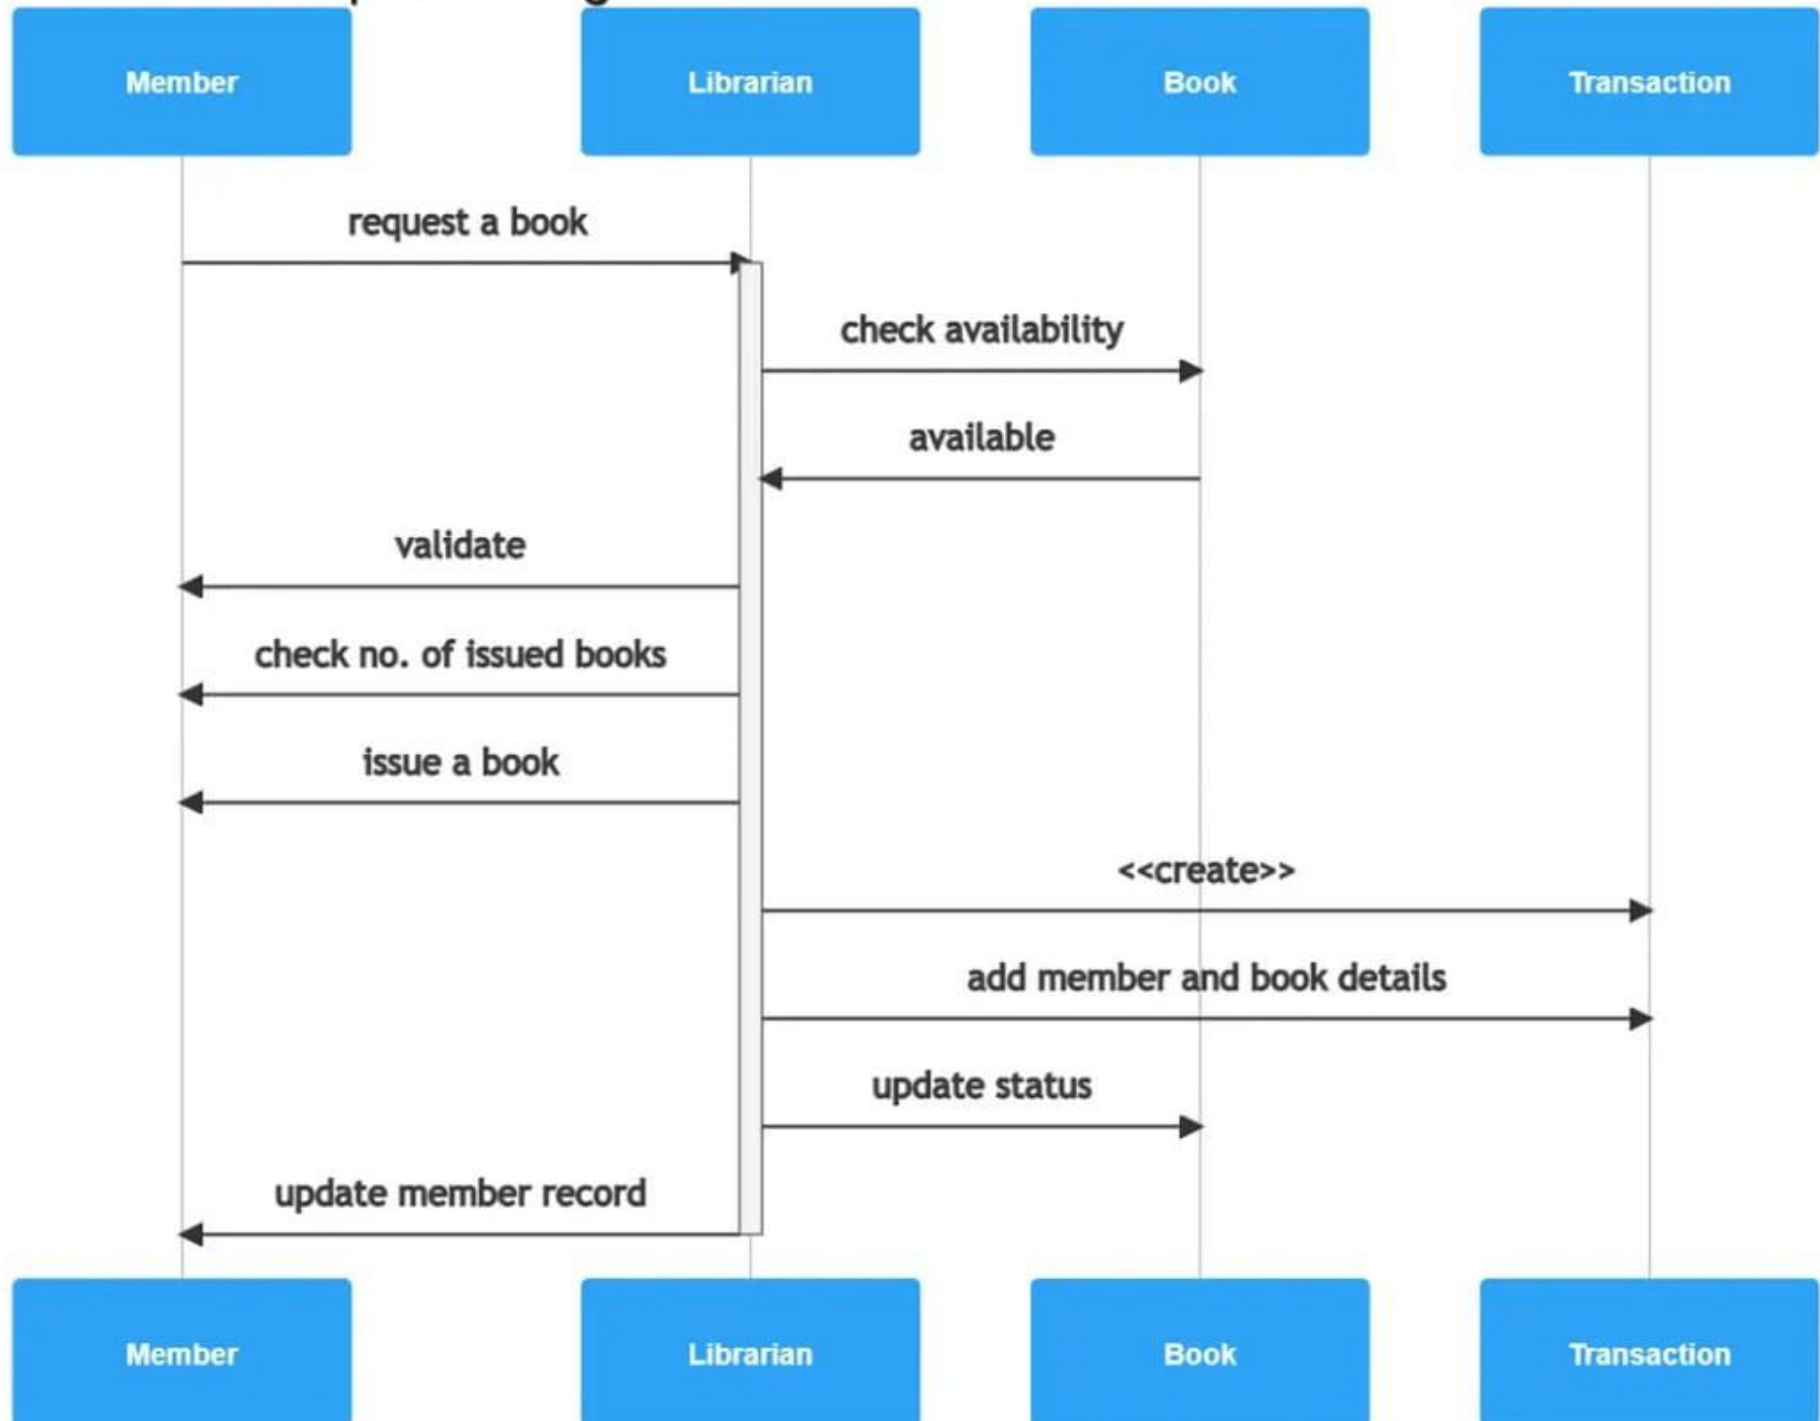 Member Librarian Book Transaction
request a book
check availability
available
validate
check no. of issued books
issue a book
<<create>>
add member and book details
update status
update member record
Member Librarian Book Transaction